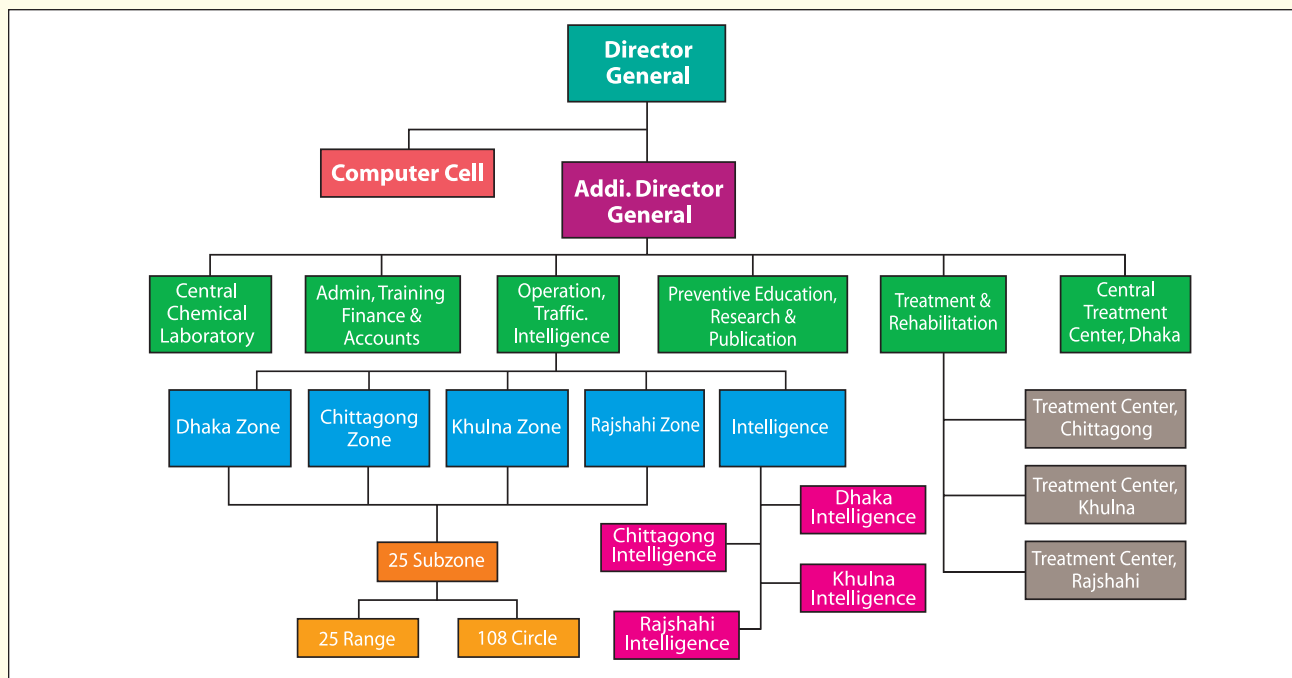 Director
General
Computer Cell
Addi. Director
General
Central
Chemical
Laboratory
Admin, Training
Finance &
Accounts
Operation,
Traffic.
Intelligence
Preventive Education,
Research &
Publication
Treatment &
Rehabilitation
Central
Treatment
Center, Dhaka
Dhaka Zone
Chittagong
Zone
Khulna Zone
Rajshahi Zone
Intelligence
Treatment Center,
Chittagong
Treatment Center,
Khulna
Treatment Center,
Rajshahi
Dhaka
Intelligence
Chittagong
Intelligence
Khulna
Intelligence
Rajshahi
Intelligence
25 Subzone
25 Range
108 Circle